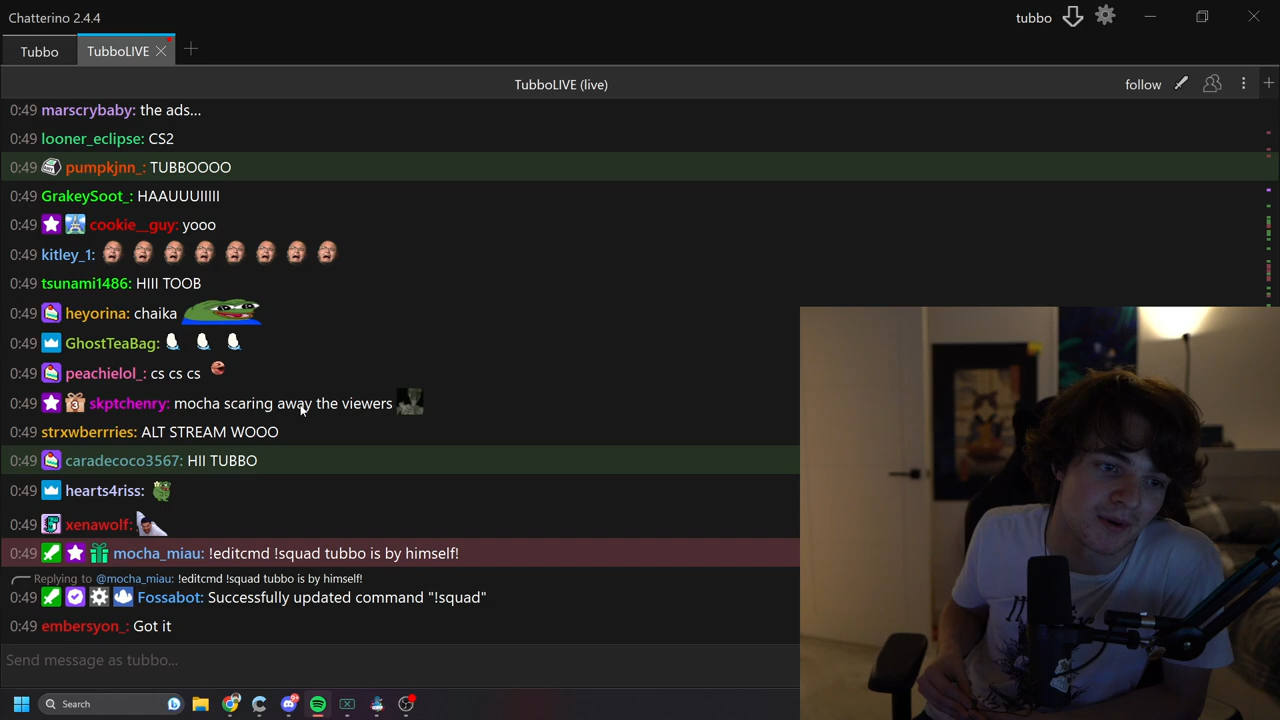 Chatterino 2.4.4
tubbo
Tubbo
TubboLIVE
TubboLIVE (live)
follow
0:49 marscrybaby: the ads...
0:49 looner_eclipse: CS2
0:49 pumpkjnn_: TUBBOOOO
0:49 GrakeySoot_: HAAUUUIIIII
0:49 cookie__guy: yooo
0:49 kitley_1:
0:49 tsunami1486: HIII TOOB
0:49 heyorina: chaika
0:49 GhostTeaBag:
0:49 peachielol_: cs cs cs
0:49 3 skptchenry: mocha scaring away the viewers
0:49 strxwberrries: ALT STREAM WOOO
0:49 caradecoco3567: HII TUBBO
0:49 hearts4riss:
0:49 xenawolf:
0:49 mocha_miau: !editcmd !squad tubbo is by himself!
Replying to @mocha_miau: !editcmd !squad tubbo is by himself!
0:49 Fossabot: Successfully updated command "!squad"
0:49 embersyon_: Got it
Send message as tubbo...
Search